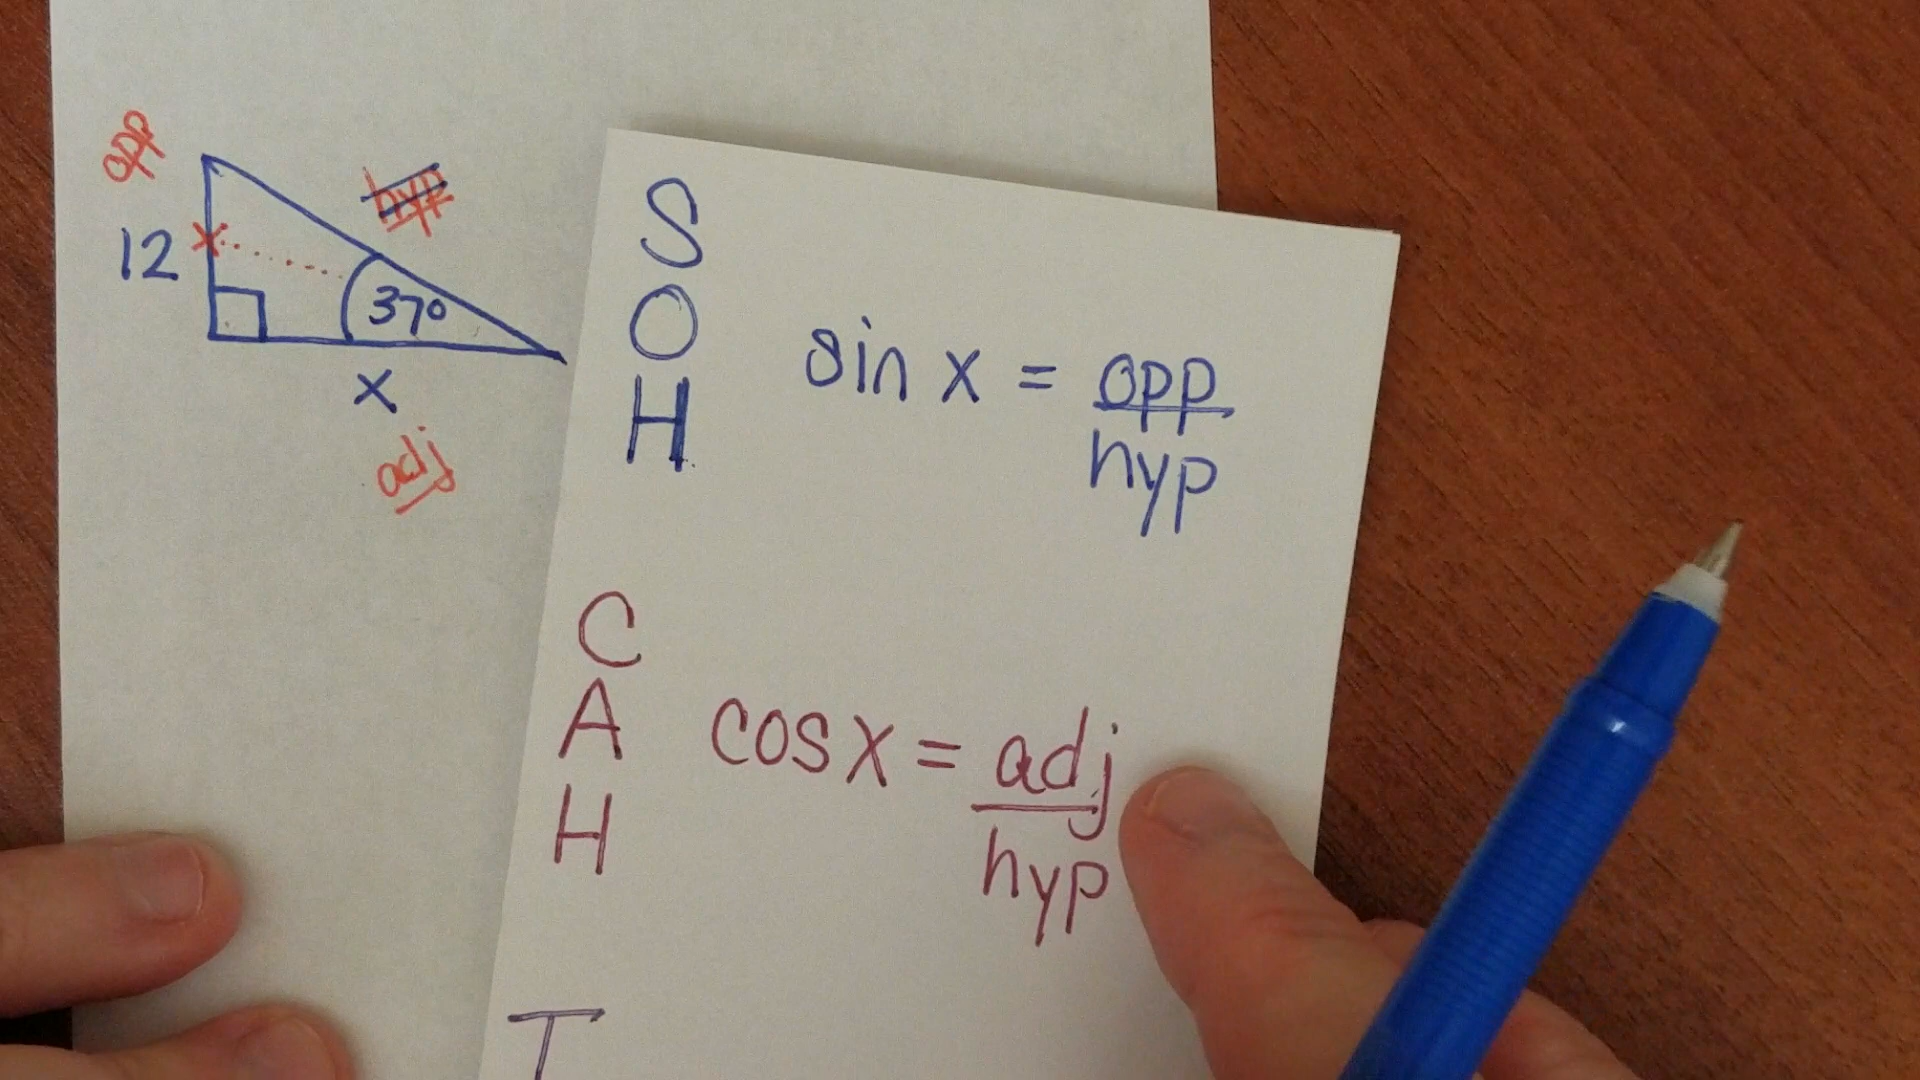 opp
hyp
12
37°
x
adj
S
O
H
sin x = opp
hyp
C
A
H
cos x = adj
hyp
T